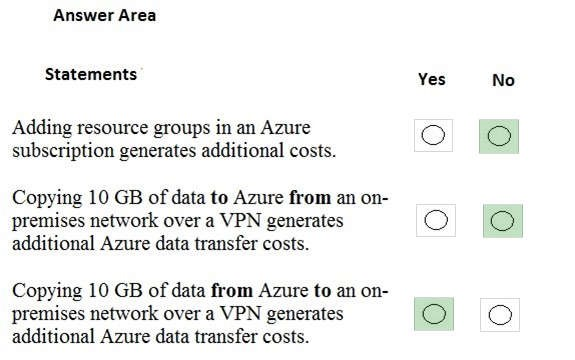 Answer Area
Statements Yes No
Adding resource groups in an Azure
subscription generates additional costs.
Copying 10 GB of data to Azure from an on-
premises network over a VPN generates
additional Azure data transfer costs.
Copying 10 GB of data from Azure to an on-
premises network over a VPN generates
additional Azure data transfer costs.